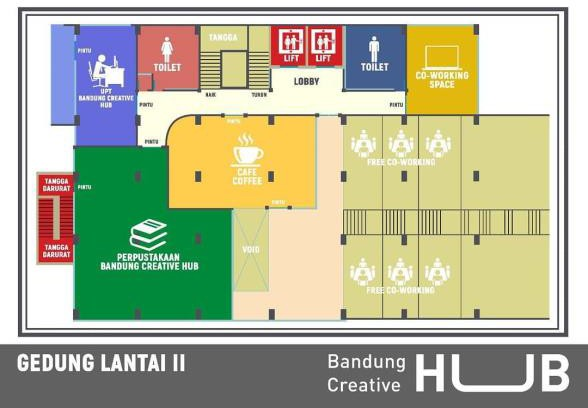 PINTU
UPT
BANDUNG CREATIVE
HUB
TOILET
TANGGA
LIFT
LIFT
TOILET
CO-WORKING
SPACE
LOBBY
PINTU
NAIK
TURUN
PINTU
PINTU
PINTU
CAFE
COFFEE
PINTU
FREE CO-WORKING
TANGGA
DARURAT
PINTU
TANGGA
DARURAT
PERPUSTAKAAN
BANDUNG CREATIVE HUB
VOID
FREE CO-WORKING
GEDUNG LANTAI II
Bandung
Creative
HUB